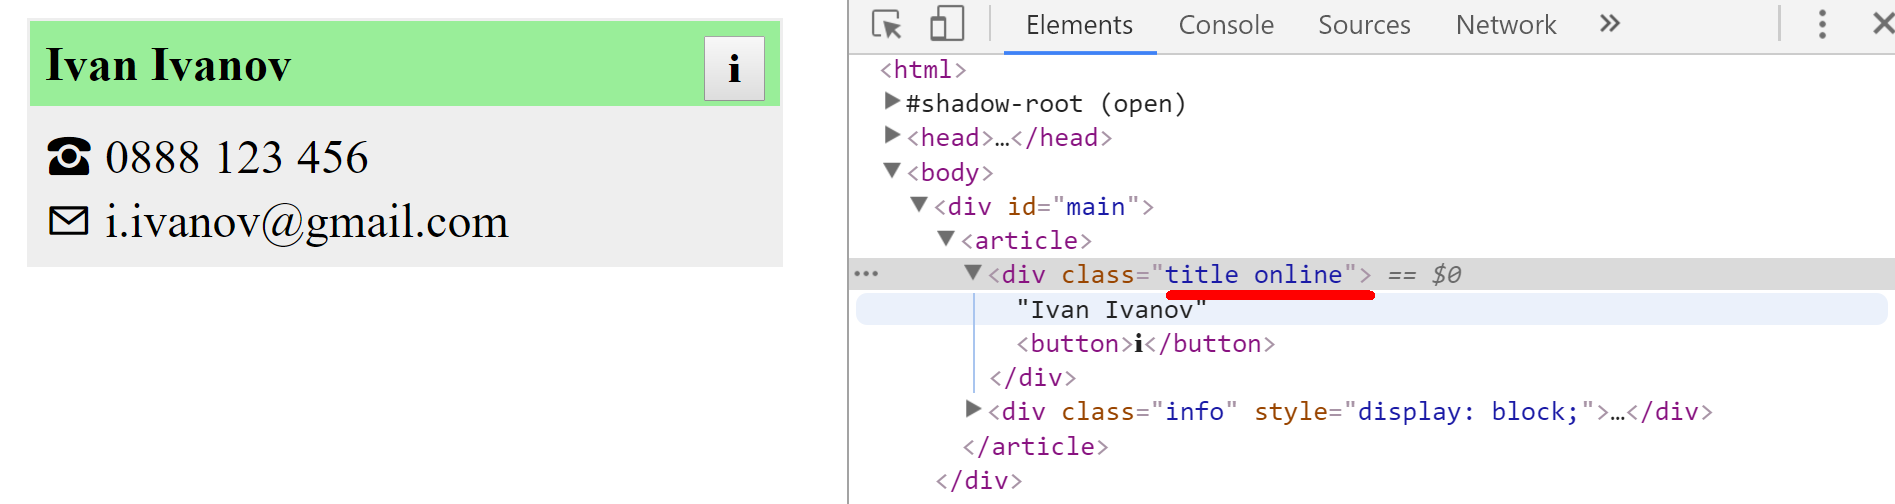 Ivan Ivanov
i
☎ 0888 123 456
✉ i.ivanov@gmail.com
Elements Console Sources Network »
<html>
▶#shadow-root (open)
▶<head>…</head>
▼<body>
▼<div id="main">
▼<article>
… ▼<div class="title online"> == $0
"Ivan Ivanov"
<button>ℹ</button>
</div>
▶<div class="info" style="display: block;">…</div>
</article>
</div>